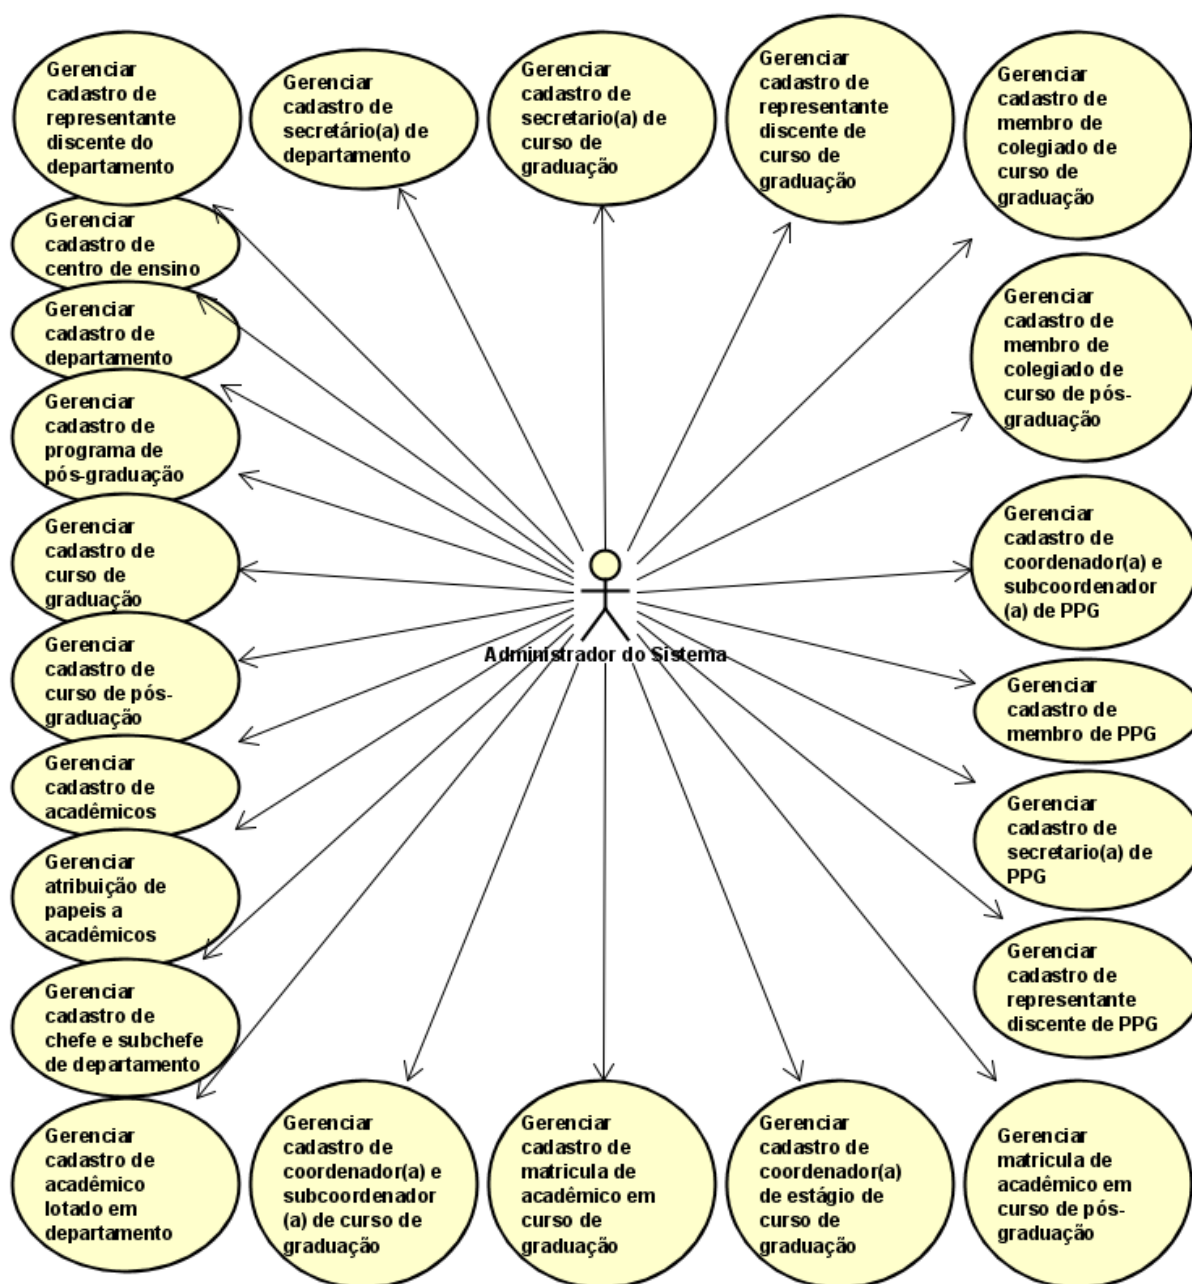 Gerenciar
cadastro de
representante
discente do
departamento
Gerenciar
cadastro de
secretário(a) de
departamento
Gerenciar
cadastro de
secretario(a) de
curso de
graduação
Gerenciar
cadastro de
representante
discente de
curso de
graduação
Gerenciar
cadastro de
membro de
colegiado de
curso de
graduação
Gerenciar
cadastro de
centro de ensino
Gerenciar
cadastro de
departamento
Gerenciar
cadastro de
programa de
pós-graduação
Gerenciar
cadastro de
curso de
graduação
Gerenciar
cadastro de
curso de pós-
graduação
Gerenciar
cadastro de
acadêmicos
Gerenciar
atribuição de
papeis a
acadêmicos
Gerenciar
cadastro de
chefe e subchefe
de departamento
Administrador do Sistema
Gerenciar
cadastro de
membro de
colegiado de
curso de pós-
graduação
Gerenciar
cadastro de
coordenador(a) e
subcoordenador
(a) de PPG
Gerenciar
cadastro de
membro de PPG
Gerenciar
cadastro de
secretario(a) de
PPG
Gerenciar
cadastro de
representante
discente de PPG
Gerenciar
cadastro de
acadêmico
lotado em
departamento
Gerenciar
cadastro de
coordenador(a) e
subcoordenador
(a) de curso de
graduação
Gerenciar
cadastro de
matricula de
acadêmico em
curso de
graduação
Gerenciar
cadastro de
coordenador(a)
de estágio de
curso de
graduação
Gerenciar
matricula de
acadêmico em
curso de pós-
graduação